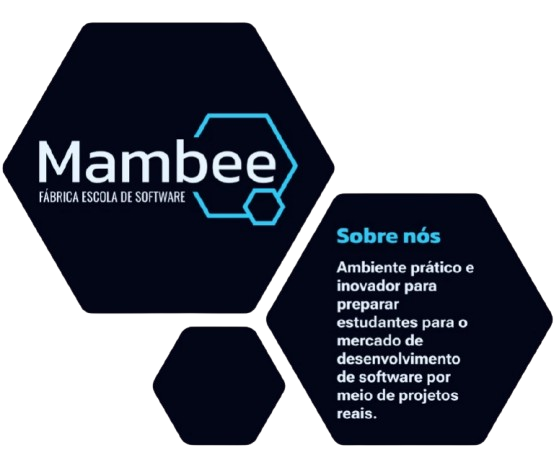 Mambee
FÁBRICA ESCOLA DE SOFTWARE
Sobre nós
Ambiente prático e
inovador para
preparar
estudantes para o
mercado de
desenvolvimento
de software por
meio de projetos
reais.